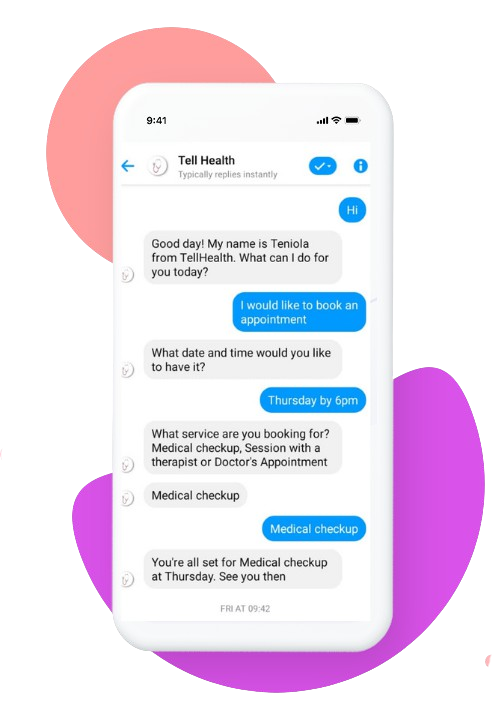 9:41
Tell Health
Typically replies instantly
Hi
Good day! My name is Teniola
from TellHealth. What can I do for
you today?
I would like to book an
appointment
What date and time would you like
to have it?
Thursday by 6pm
What service are you booking for?
Medical checkup, Session with a
therapist or Doctor's Appointment
Medical checkup
Medical checkup
You're all set for Medical checkup
at Thursday. See you then
FRI AT 09:42